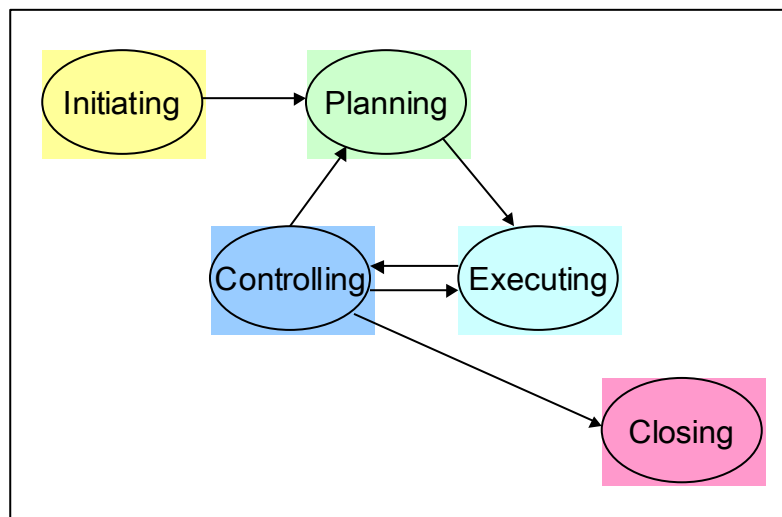 Initiating
Planning
Controlling
Executing
Closing